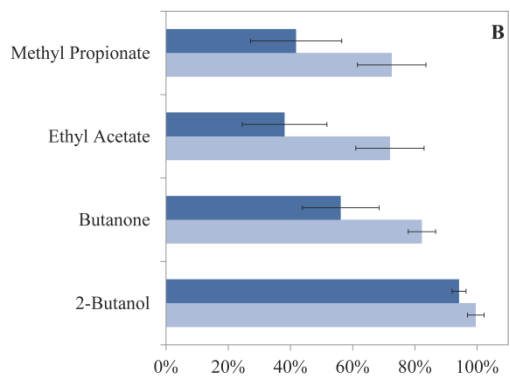 B
Methyl Propionate
Ethyl Acetate
Butanone
2-Butanol
0% 20% 40% 60% 80% 100%